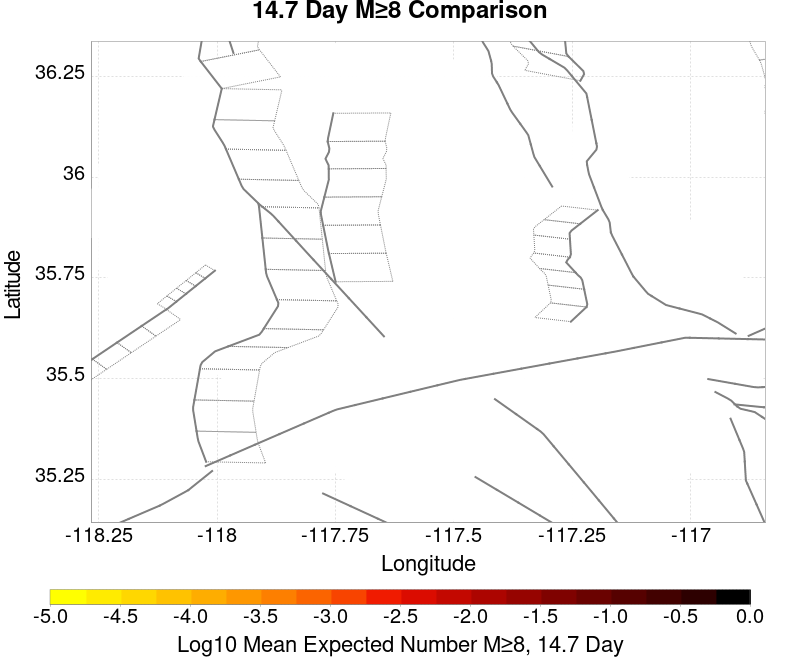 14.7 Day M≥8 Comparison
36.25
36
35.75
35.5
35.25
Latitude
-118.25 -118 -117.75 -117.5 -117.25 -117
Longitude
-5.0 -4.5 -4.0 -3.5 -3.0 -2.5 -2.0 -1.5 -1.0 -0.5 0.0
Log10 Mean Expected Number M≥8, 14.7 Day